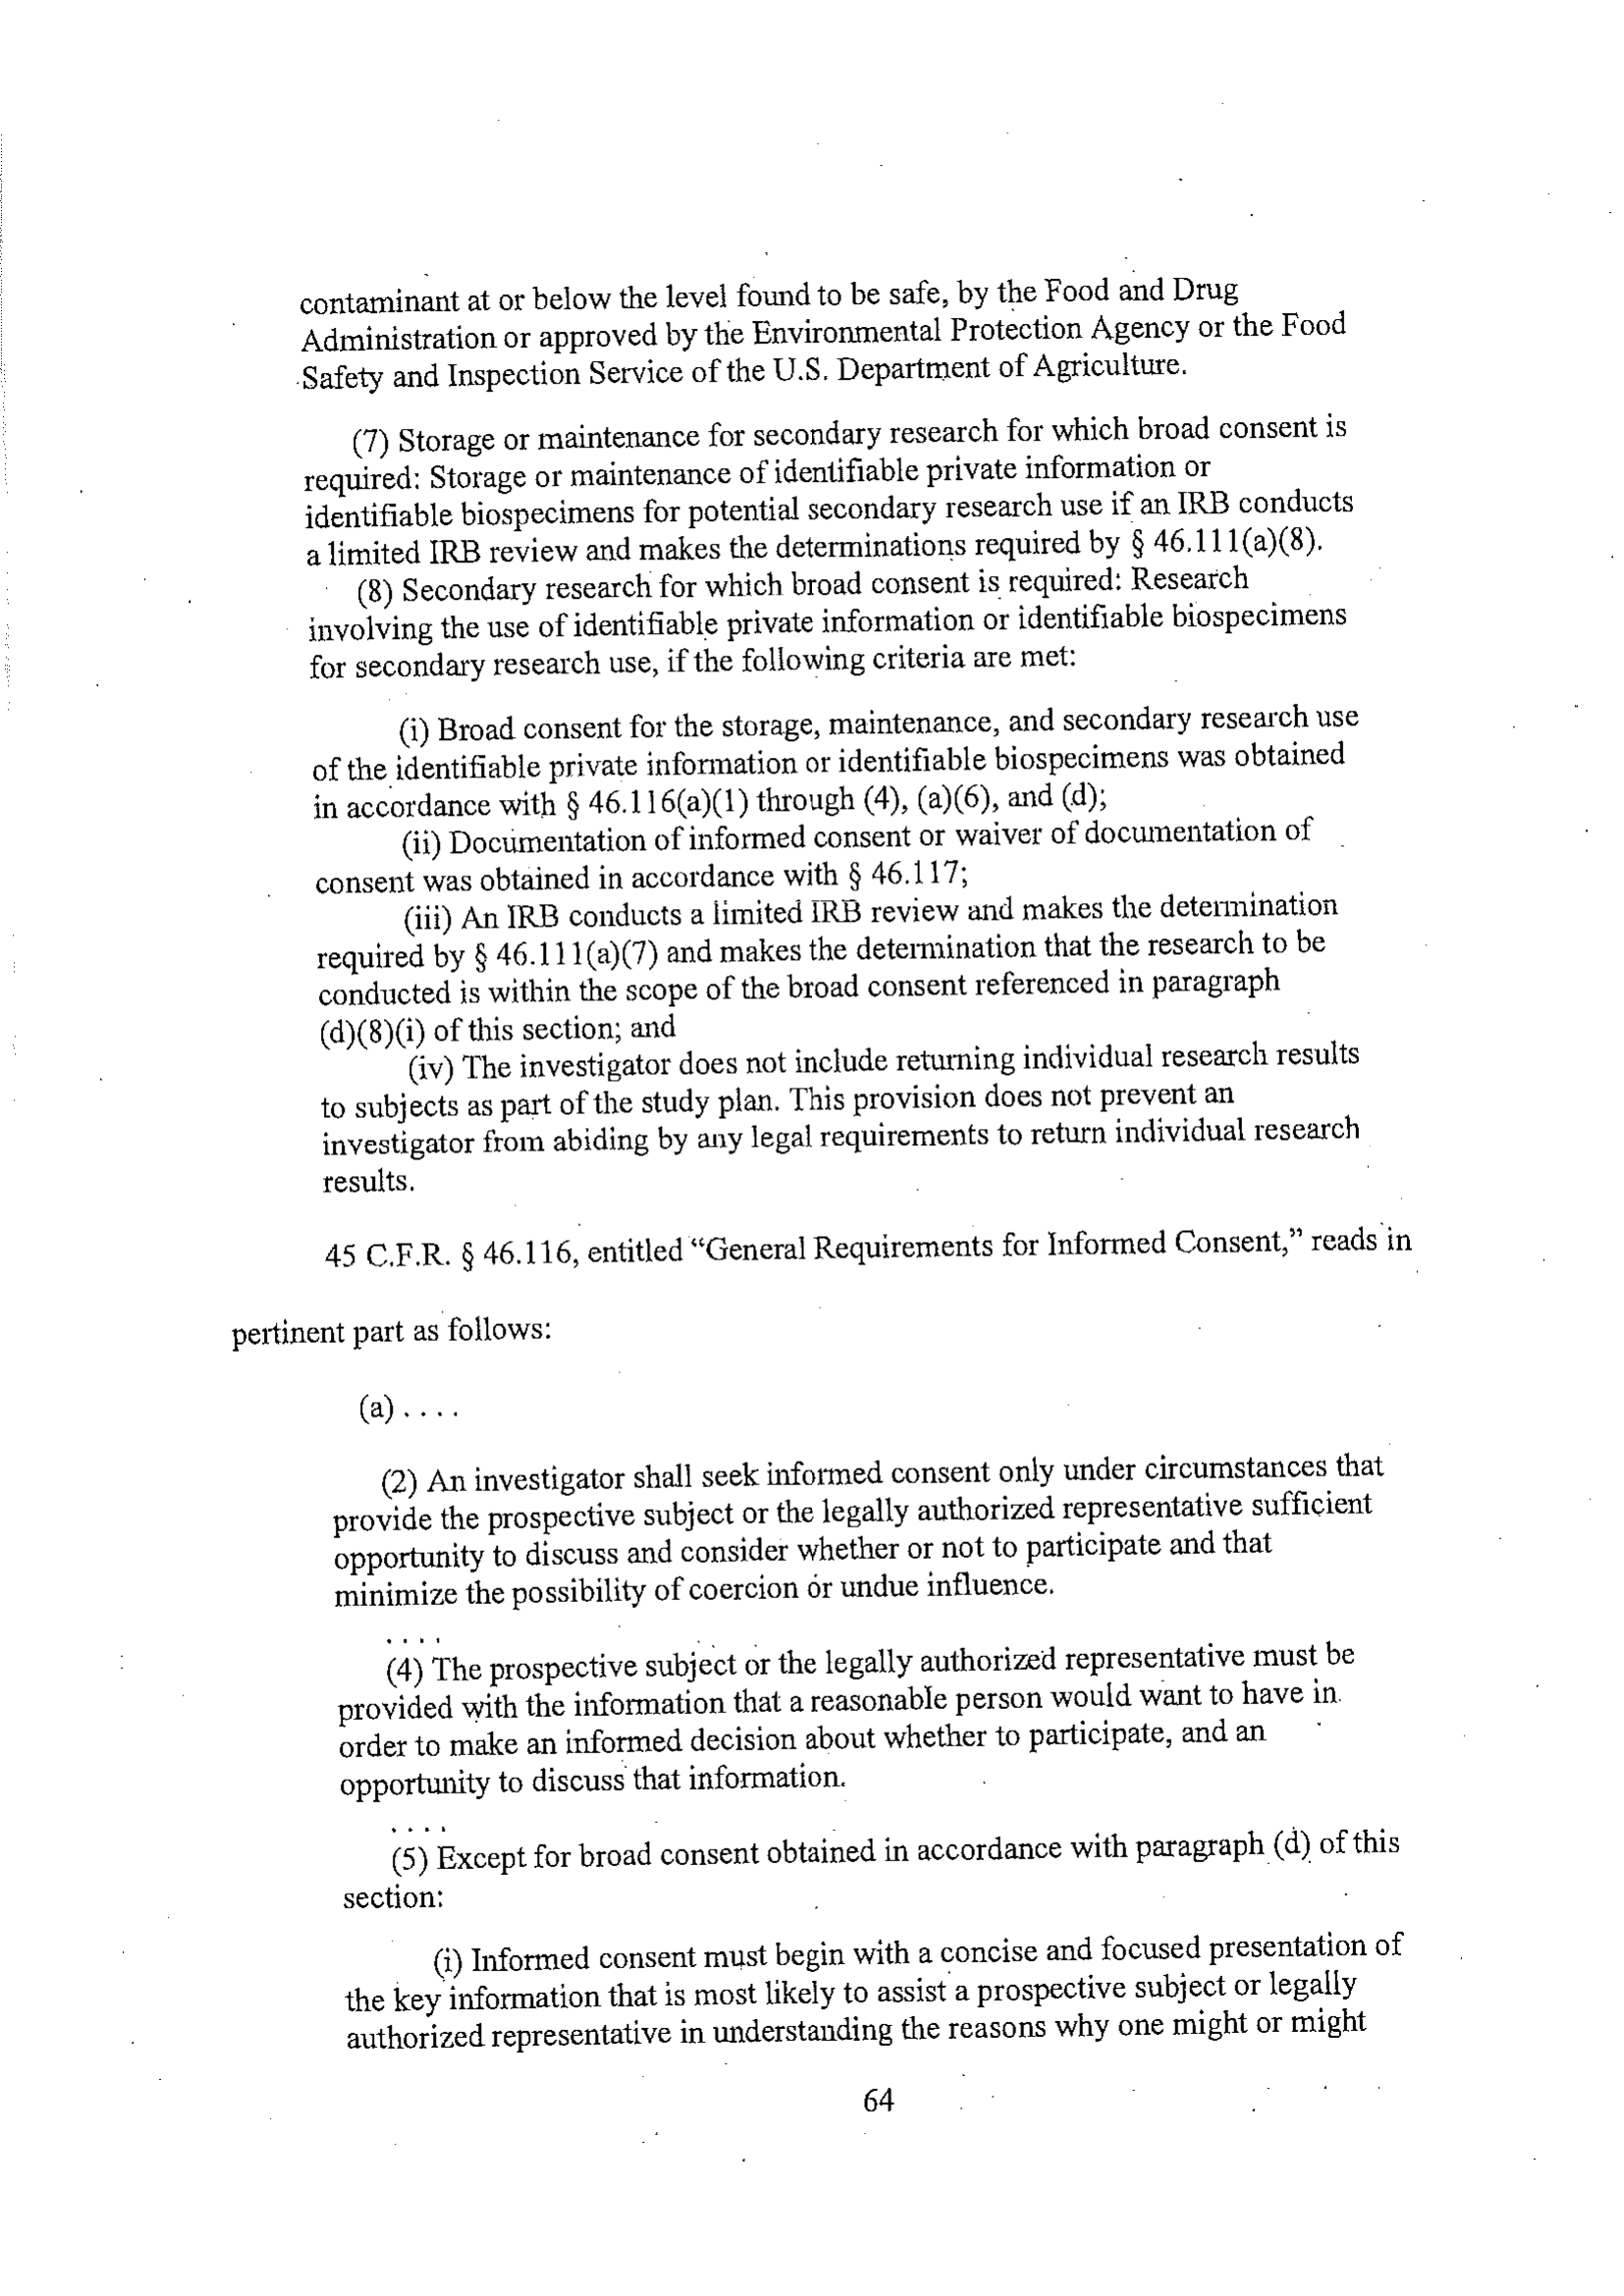 contaminant at or below the level found to be safe, by the Food and Drug
Administration or approved by the Environmental Protection Agency or the Food
Safety and Inspection Service of the U.S. Department of Agriculture.
(7) Storage or maintenance for secondary research for which broad consent is
required: Storage or maintenance of identifiable private information or
identifiable biospecimens for potential secondary research use if an IRB conducts
a limited IRB review and makes the determinations required by § 46.111(a)(8).
(8) Secondary research for which broad consent is required: Research
involving the use of identifiable private information or identifiable biospecimens
for secondary research use, if the following criteria are met:
(i) Broad consent for the storage, maintenance, and secondary research use
of the identifiable private information or identifiable biospecimens was obtained
in accordance with § 46.116(a)(1) through (4), (a)(6), and (d);
(ii) Documentation of informed consent or waiver of documentation of
consent was obtained in accordance with § 46.117;
(iii) An IRB conducts a limited IRB review and makes the determination
required by § 46.111(a)(7) and makes the determination that the research to be
conducted is within the scope of the broad consent referenced in paragraph
(d)(8)(i) of this section; and
(iv) The investigator does not include returning individual research results
to subjects as part of the study plan. This provision does not prevent an
investigator from abiding by any legal requirements to return individual research
results.
45 C.F.R. § 46.116, entitled “General Requirements for Informed Consent,” reads in
pertinent part as follows:
(a) . . . .
(2) An investigator shall seek informed consent only under circumstances that
provide the prospective subject or the legally authorized representative sufficient
opportunity to discuss and consider whether or not to participate and that
minimize the possibility of coercion or undue influence.
. . . .
(4) The prospective subject or the legally authorized representative must be
provided with the information that a reasonable person would want to have in
order to make an informed decision about whether to participate, and an
opportunity to discuss that information.
. . . .
(5) Except for broad consent obtained in accordance with paragraph (d) of this
section:
(i) Informed consent must begin with a concise and focused presentation of
the key information that is most likely to assist a prospective subject or legally
authorized representative in understanding the reasons why one might or might
64